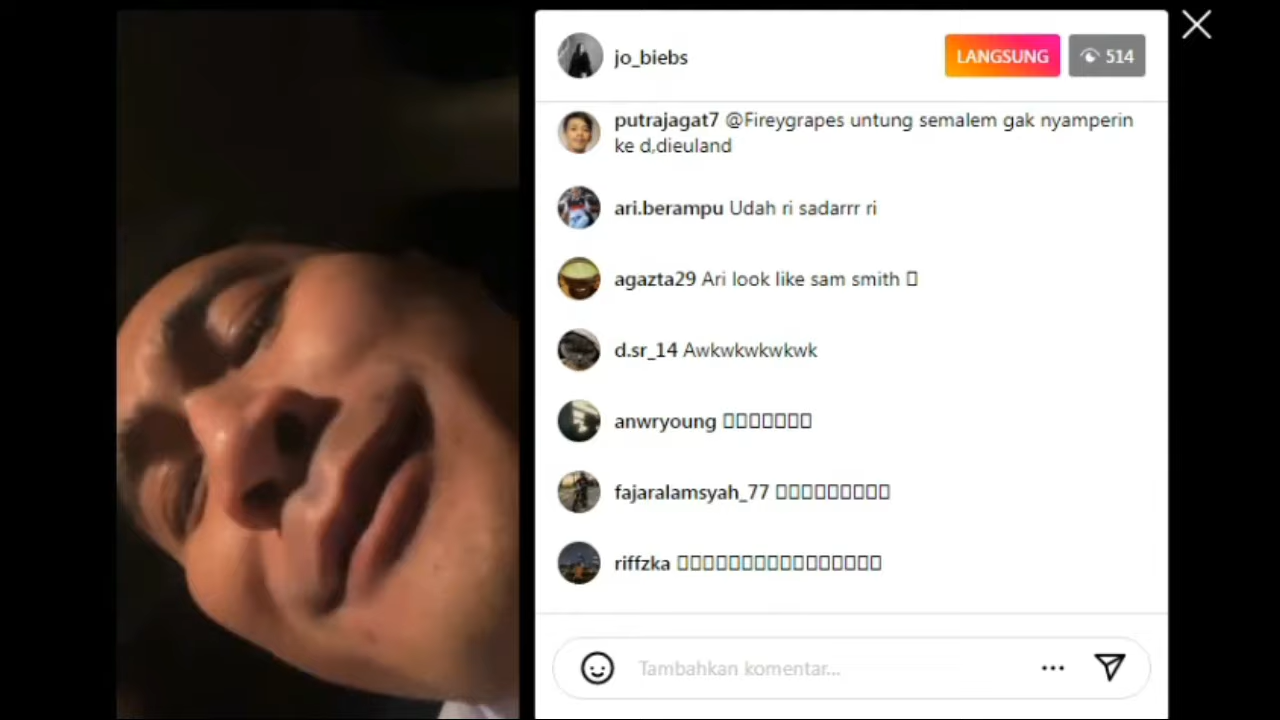 jo_biebs
LANGSUNG
514
putrajagat7 @Fireygrapes untung semalem gak nyamperin
ke d,dieuland
ari.berampu Udah ri sadarrr ri
agazta29 Ari look like sam smith
d.sr_14 Awkwkwkwkwk
anwryoung
fajaralamsyah_77
riffzka
Tambahkan komentar...